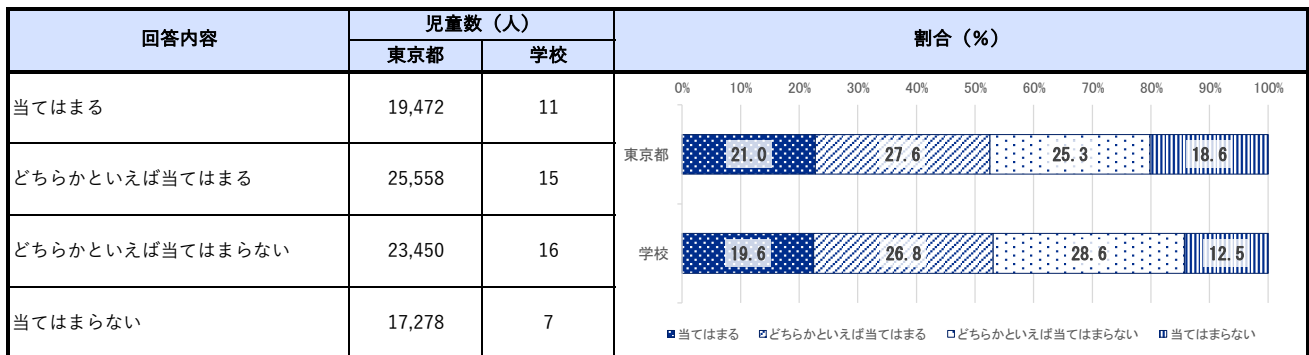 回答内容 児童数（人） 割合（％）
東京都 学校
0% 10% 20% 30% 40% 50% 60% 70% 80% 90% 100%
当てはまる 19,472 11
東京都 21.0 27.6 25.3 18.6
どちらかといえば当てはまる 25,558 15
どちらかといえば当てはまらない 23,450 16
学校 19.6 26.8 28.6 12.5
当てはまらない 17,278 7
当てはまる どちらかといえば当てはまる どちらかといえば当てはまらない 当てはまらない